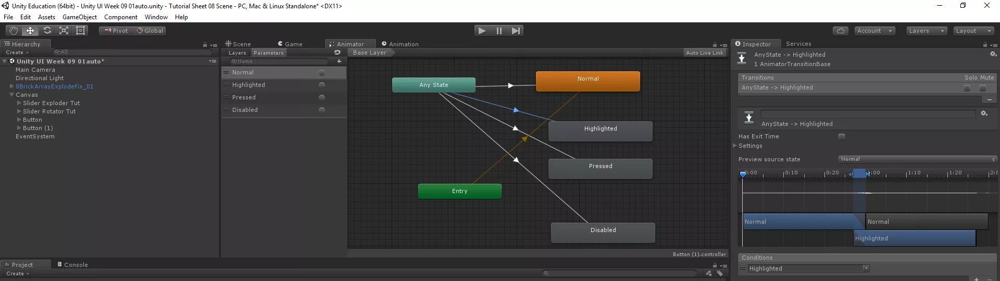 Unity Education (64bit) - Unity UI Week 09 01auto.unity - Tutorial Sheet 08 Scene - PC, Mac & Linux Standalone* <DX11>
File Edit Assets GameObject Component Window Help
Pivot Global Account Layers Layout
Hierarchy
Create All
Unity UI Week 09 01auto*
Main Camera
Directional Light
8BrickArrayExplodeFix_01
Canvas
Slider Exploder Tut
Slider Rotator Tut
Button
Button (1)
EventSystem
Scene Game Animator Animation
Layers Parameters
Name
Normal
Highlighted
Pressed
Disabled
Base Layer Auto Live Link
Any State
Normal
Highlighted
Pressed
Entry
Disabled
Button (1).controller
Inspector Services
AnyState -> Highlighted
1 AnimatorTransitionBase
Transitions Solo Mute
AnyState -> Highlighted
AnyState -> Highlighted
Has Exit Time
Settings
Preview source state Normal
0:00 0:10 0:20 :00 1:10 1:20 2:0
Normal Normal
Highlighted
Conditions
Highlighted
Project Console
Create